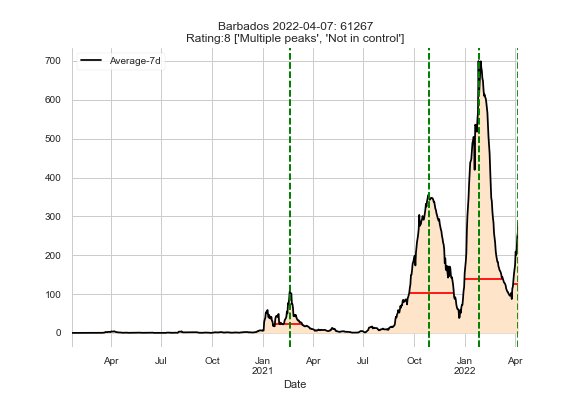 Barbados 2022-04-07: 61267
Rating:8 ['Multiple peaks', 'Not in control']
Average-7d
700
600
500
400
300
200
100
0
Apr Jul Oct Jan Apr Jul Oct Jan Apr
2021 2022
Date